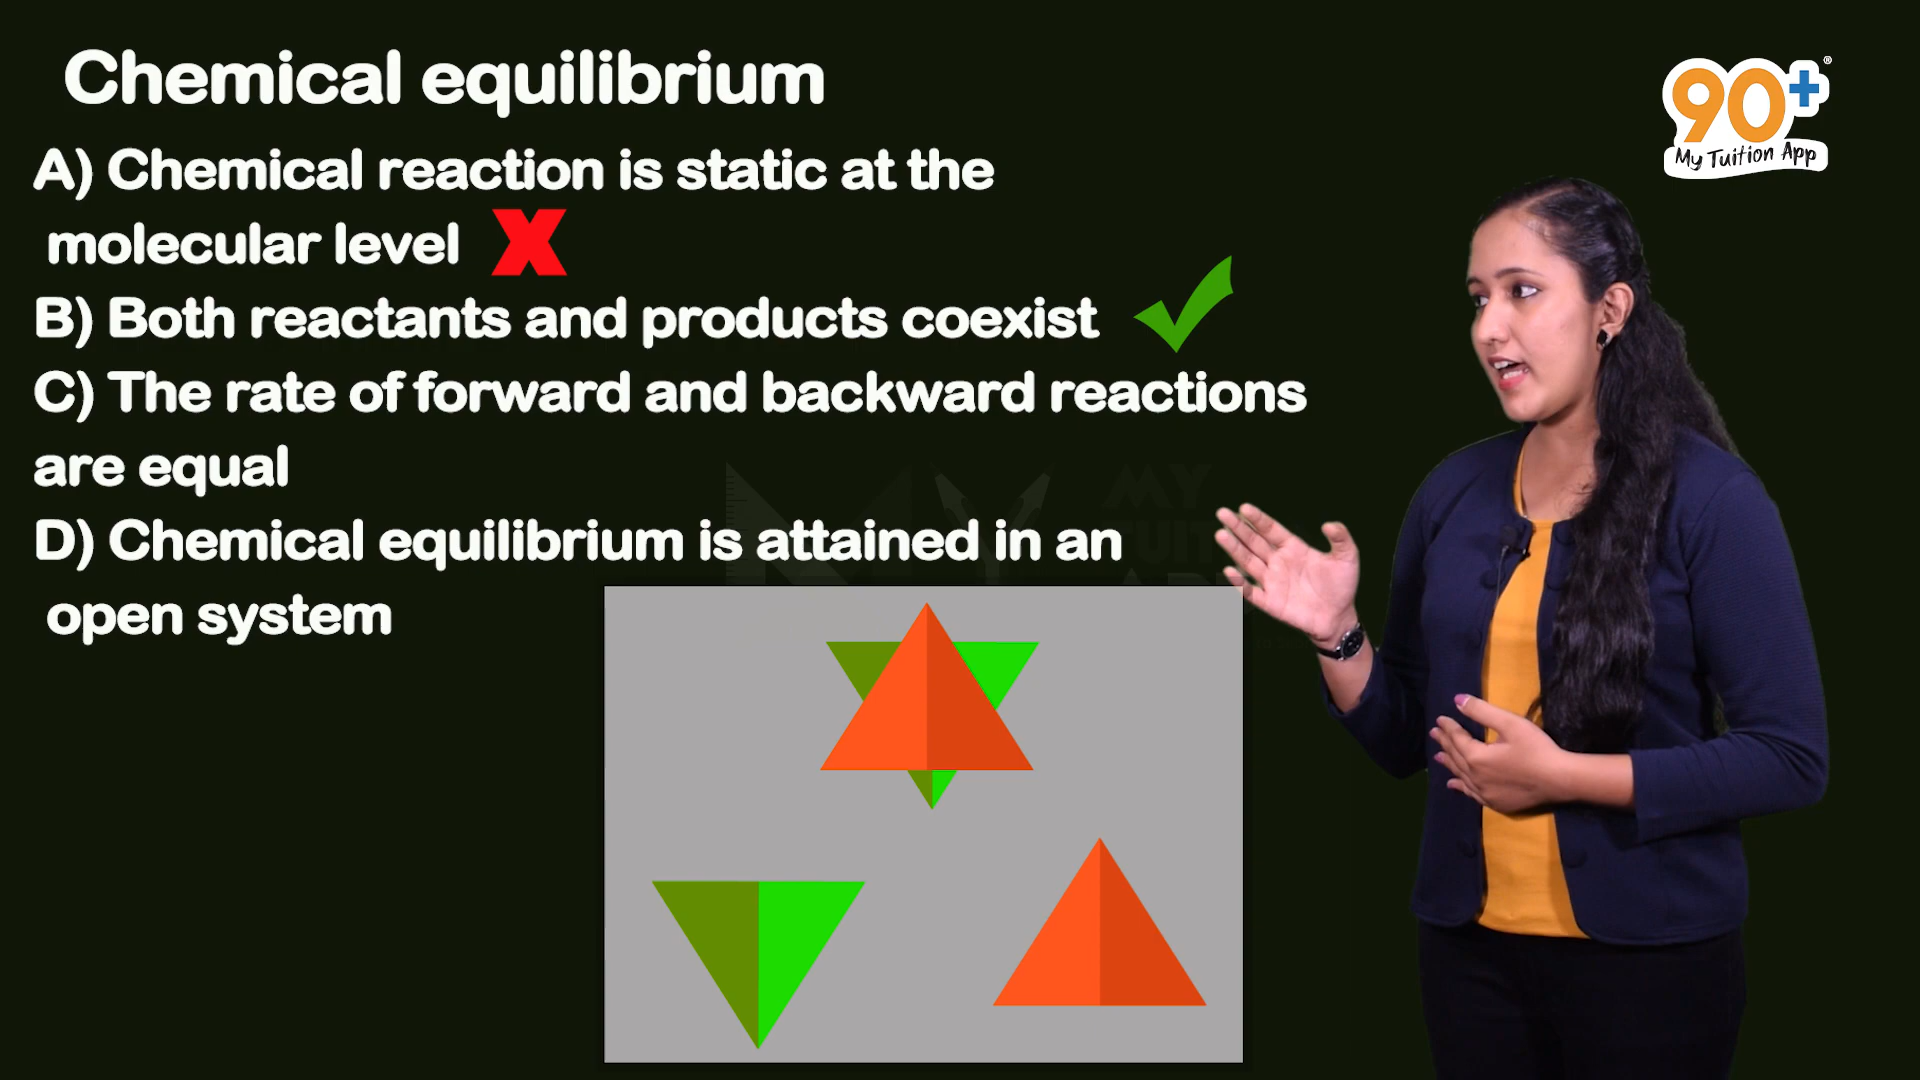 Chemical equilibrium
90+
®
My Tuition App
A) Chemical reaction is static at the
molecular level
B) Both reactants and products coexist
C) The rate of forward and backward reactions
are equal
D) Chemical equilibrium is attained in an
open system
MY